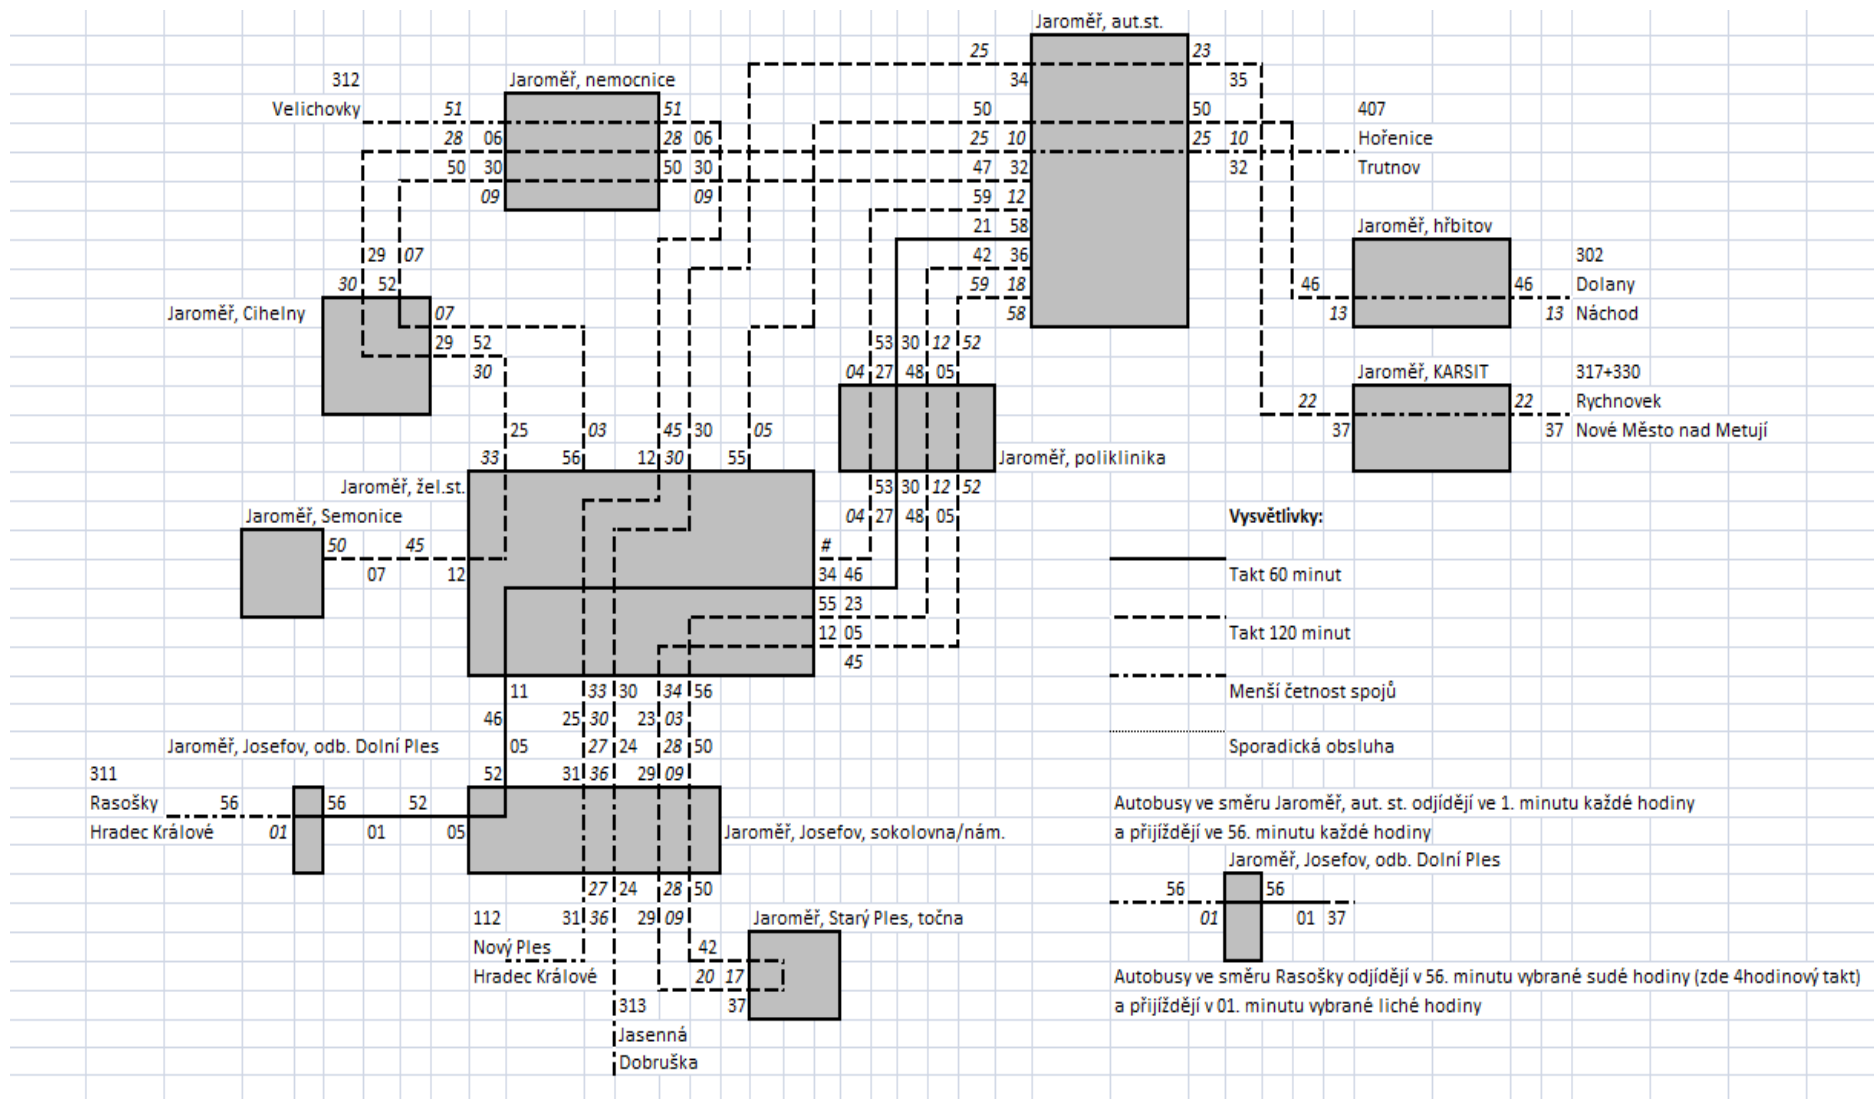 Jaroměř, aut.st.
25 23
312 Jaroměř, nemocnice 34 35
Velichovky 51 51 50 50 407
28 06 28 06 25 10 25 10 Hořenice
50 30 50 30 47 32 32 Trutnov
09 09 59 12
21 58 Jaroměř, hřbitov
29 07 42 36 302
30 52 59 18 46 46 Dolany
Jaroměř, Cihelny 07 58 13 13 Náchod
29 52 53 30 12 52
30 04 27 48 05 Jaroměř, KARSIT 317+330
22 22 Rychnovek
25 03 45 30 05 37 37 Nové Město nad Metují
33 56 12 30 55 Jaroměř, poliklinika
Jaroměř, žel.st. 53 30 12 52
Jaroměř, Semonice 04 27 48 05 Vysvětlivky:
50 45 #
07 12 34 46 Takt 60 minut
55 23
12 05 Takt 120 minut
45
11 33 30 34 56 Menší četnost spojů
46 25 30 23 03
Jaroměř, Josefov, odb. Dolní Ples 05 27 24 28 50 Sporadická obsluha
311 52 31 36 29 09
Rasošky 56 56 52 Autobusy ve směru Jaroměř, aut. st. odjíždějí ve 1. minutu každé hodiny
Hradec Králové 01 01 05 Jaroměř, Josefov, sokolovna/nám. a přijíždějí ve 56. minutu každé hodiny
Jaroměř, Josefov, odb. Dolní Ples
27 24 28 50 56 56
112 31 36 29 09 Jaroměř, Starý Ples, točna 01 01 37
Nový Ples 42
Hradec Králové 20 17 Autobusy ve směru Rasošky odjíždějí v 56. minutu vybrané sudé hodiny (zde 4hodinový takt)
313 37 a přijíždějí v 01. minutu vybrané liché hodiny
Jasenná
Dobruška